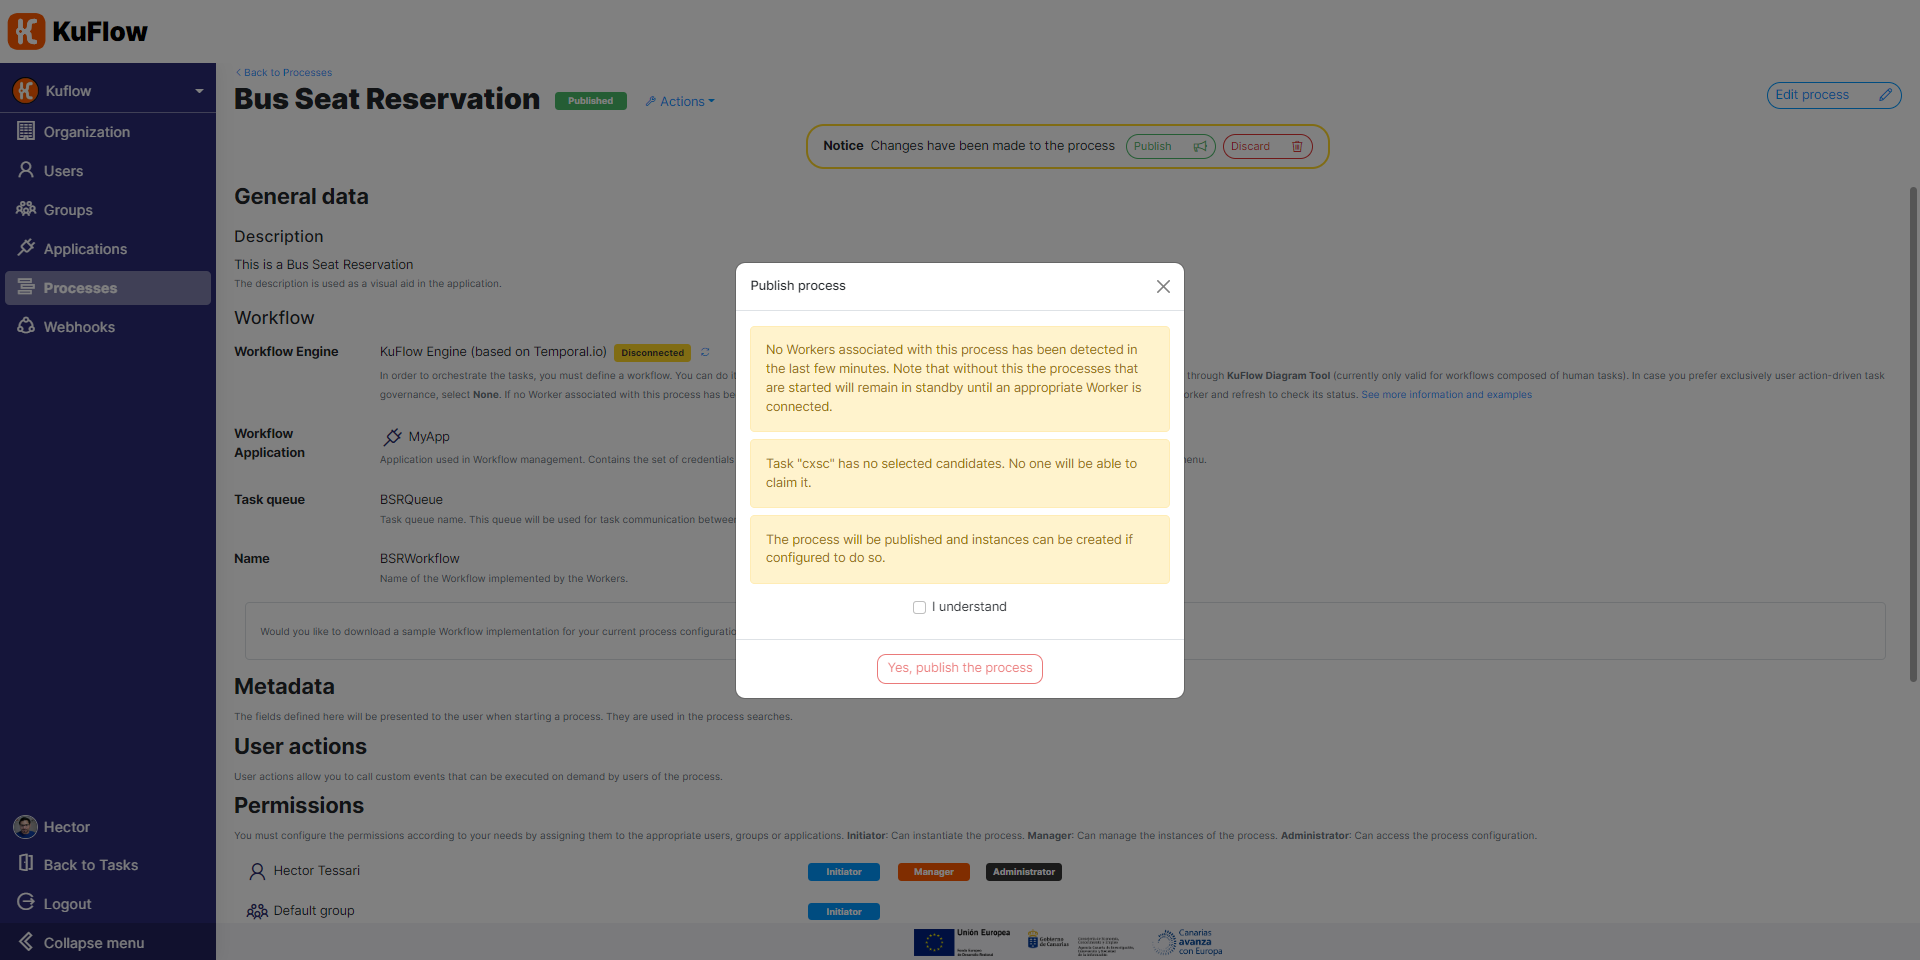 KuFlow
Kuflow
Organization
Users
Groups
Applications
Processes
Webhooks
Hector
Back to Tasks
Logout
Collapse menu
Back to Processes
Bus Seat Reservation
Published
Actions
Edit process
Notice Changes have been made to the process
Publish
Discard
General data
Description
This is a Bus Seat Reservation
The description is used as a visual aid in the application.
Workflow
Workflow Engine
KuFlow Engine (based on Temporal.io)
Disconnected
In order to orchestrate the tasks, you must define a workflow. You can do i
through KuFlow Diagram Tool (currently only valid for workflows composed of human tasks). In case you prefer exclusively user action-driven task
governance, select None. If no Worker associated with this process has be
orker and refresh to check its status. See more information and examples
Workflow
Application
MyApp
Application used in Workflow management. Contains the set of credentials
enu.
Task queue
BSRQueue
Task queue name. This queue will be used for task communication betwee
Name
BSRWorkflow
Name of the Workflow implemented by the Workers.
Would you like to download a sample Workflow implementation for your current process configuratio
Metadata
The fields defined here will be presented to the user when starting a process. They are used in the process searches.
User actions
User actions allow you to call custom events that can be executed on demand by users of the process.
Permissions
You must configure the permissions according to your needs by assigning them to the appropriate users, groups or applications. Initiator: Can instantiate the process. Manager: Can manage the instances of the process. Administrator: Can access the process configuration.
Hector Tessari
Initiator
Manager
Administrator
Default group
Initiator
Publish process
No Workers associated with this process has been detected in
the last few minutes. Note that without this the processes that
are started will remain in standby until an appropriate Worker is
connected.
Task "cxsc" has no selected candidates. No one will be able to
claim it.
The process will be published and instances can be created if
configured to do so.
I understand
Yes, publish the process
Unión Europea
Gobierno
de Canarias
Canarias
avanza
con Europa